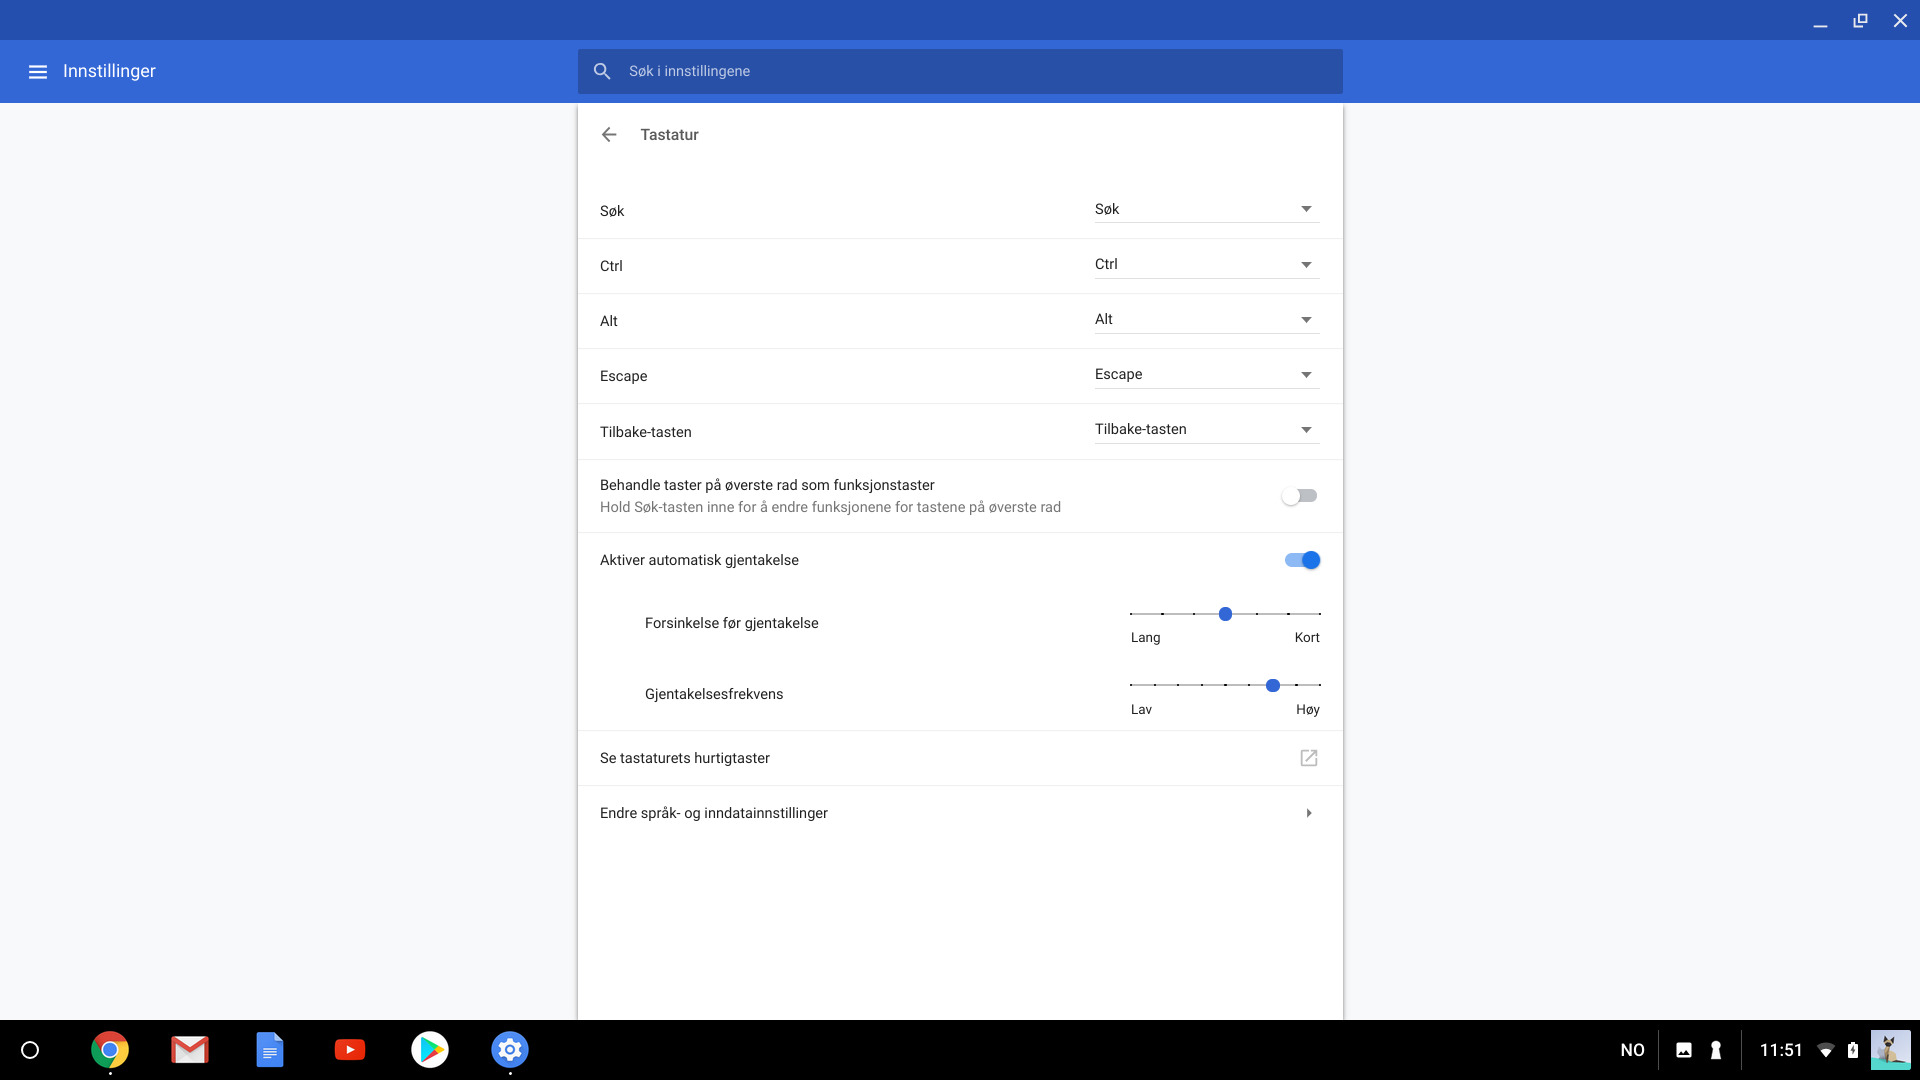 Innstillinger
Søk i innstillingene
Tastatur
Søk Søk
Ctrl Ctrl
Alt Alt
Escape Escape
Tilbake-tasten Tilbake-tasten
Behandle taster på øverste rad som funksjonstaster
Hold Søk-tasten inne for å endre funksjonene for tastene på øverste rad
Aktiver automatisk gjentakelse
Forsinkelse før gjentakelse
Lang Kort
Gjentakelsesfrekvens
Lav Høy
Se tastaturets hurtigtaster
Endre språk- og inndatainnstillinger
NO 11:51